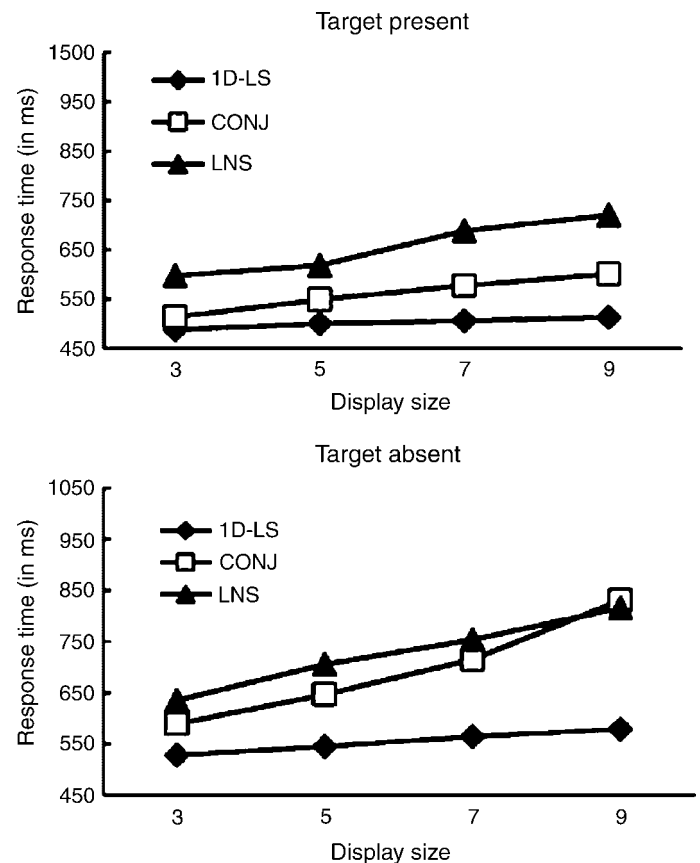 Target present
1500
950
850
750
650
550
450
Response time (in ms)
1D-LS
CONJ
LNS
3 5 7 9
Display size
Target absent
1050
950
850
750
650
550
450
Response time (in ms)
1D-LS
CONJ
LNS
3 5 7 9
Display size